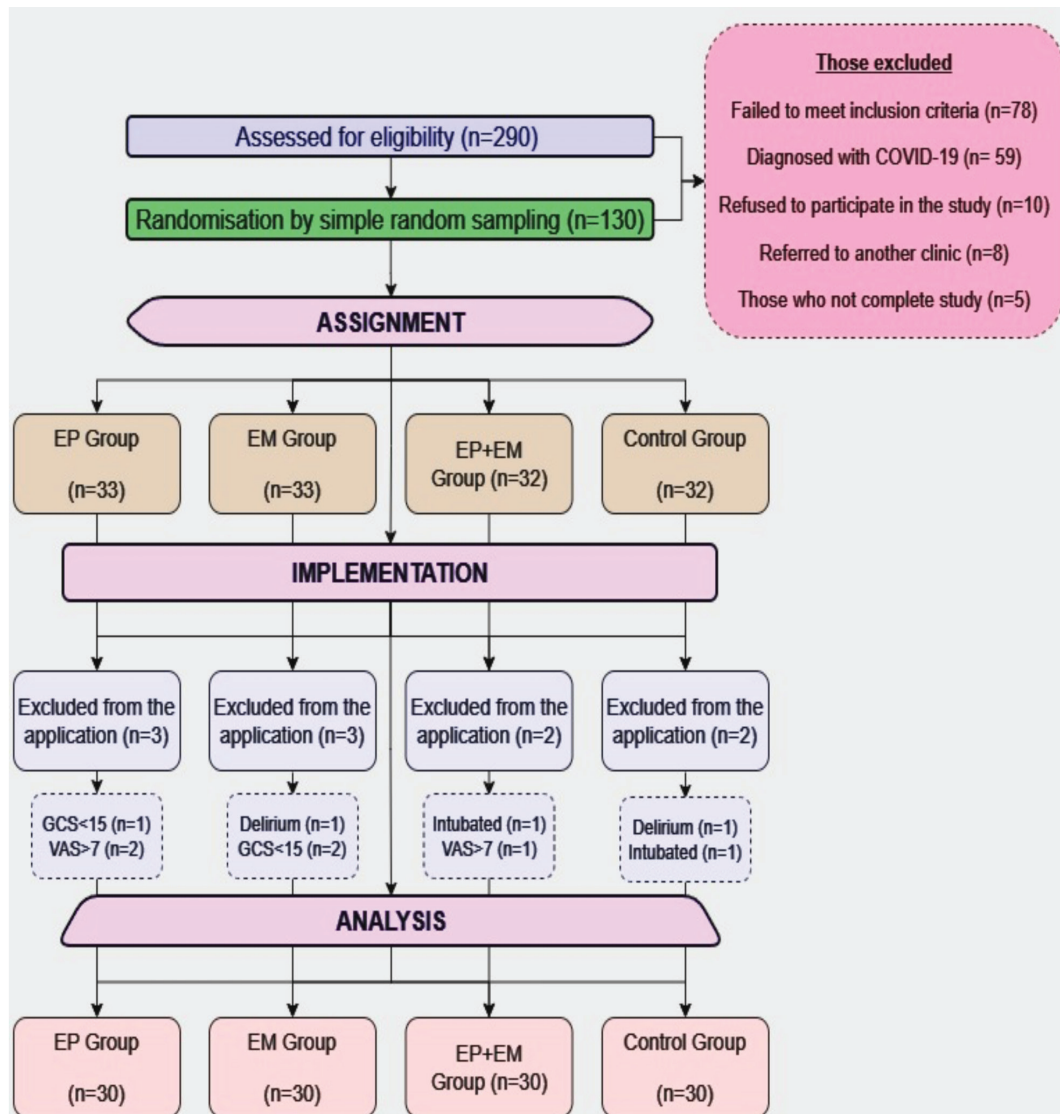 Those excluded
Failed to meet inclusion criteria (n=78)
Diagnosed with COVID-19 (n= 59)
Refused to participate in the study (n=10)
Referred to another clinic (n=8)
Those who not complete study (n=5)
Assessed for eligibility (n=290)
Randomisation by simple random sampling (n=130)
ASSIGNMENT
EP Group
(n=33)
EM Group
(n=33)
EP+EM
Group (n=32)
Control Group
(n=32)
IMPLEMENTATION
Excluded from the
application (n=3)
Excluded from the
application (n=3)
Excluded from the
application (n=2)
Excluded from the
application (n=2)
GCS<15 (n=1)
VAS>7 (n=2)
Delirium (n=1)
GCS<15 (n=2)
Intubated (n=1)
VAS>7 (n=1)
Delirium (n=1)
Intubated (n=1)
ANALYSIS
EP Group
(n=30)
EM Group
(n=30)
EP+EM
Group (n=30)
Control Group
(n=30)